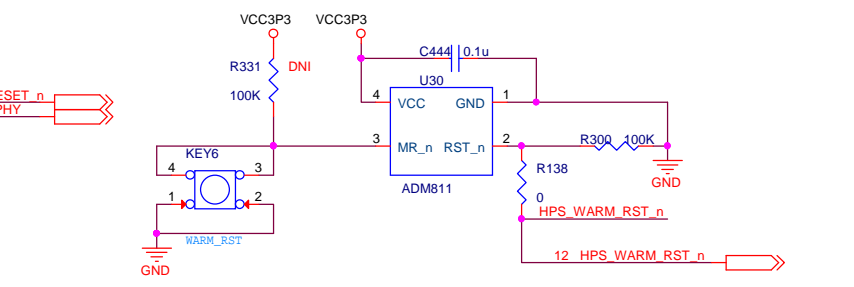 VCC3P3 VCC3P3
C444 0.1u
R331 DNI
U30
100K
4 VCC GND 1
ESET_n
PHY
3 MR_n RST_n 2 R300 100K
KEY6
4 3
R138
ADM811
GND
1 2
0
HPS_WARM_RST_n
WARM_RST
12 HPS_WARM_RST_n
GND